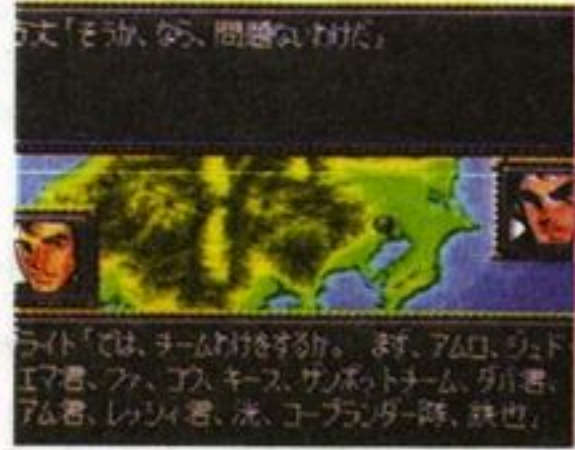 万丈「そうか、なら、問題ないわけだ」
ライト「では、チームわけをするか。 まず、アムロ、ジュド
エマ君、ファ、コウ、キース、サンボットチーム、ダバ君、
アム君、レッシィ君、洸、コープランダー隊、鉄也」